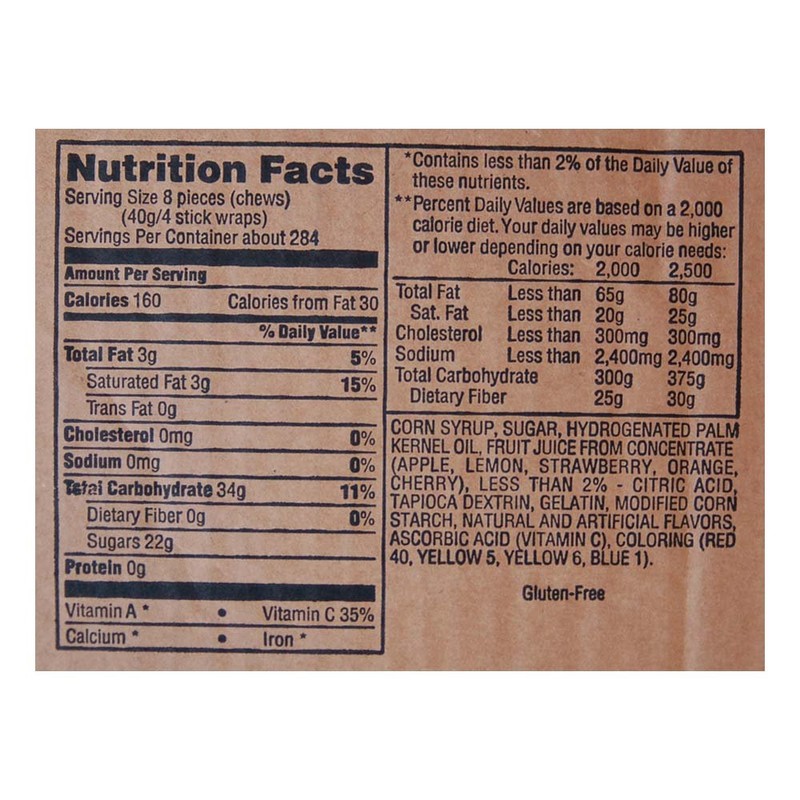 Nutrition Facts
Serving Size 8 pieces (chews)
(40g/4 stick wraps)
Servings Per Container about 284
Amount Per Serving
Calories 160 Calories from Fat 30
% Daily Value**
Total Fat 3g 5%
Saturated Fat 3g 15%
Trans Fat 0g
Cholesterol 0mg 0%
Sodium 0mg 0%
Total Carbohydrate 34g 11%
Dietary Fiber 0g 0%
Sugars 22g
Protein 0g
Vitamin A * • Vitamin C 35%
Calcium * • Iron *
*Contains less than 2% of the Daily Value of
these nutrients.
**Percent Daily Values are based on a 2,000
calorie diet. Your daily values may be higher
or lower depending on your calorie needs:
Calories: 2,000 2,500
Total Fat Less than 65g 80g
Sat. Fat Less than 20g 25g
Cholesterol Less than 300mg 300mg
Sodium Less than 2,400mg 2,400mg
Total Carbohydrate 300g 375g
Dietary Fiber 25g 30g
CORN SYRUP, SUGAR, HYDROGENATED PALM
KERNEL OIL, FRUIT JUICE FROM CONCENTRATE
(APPLE, LEMON, STRAWBERRY, ORANGE,
CHERRY), LESS THAN 2% - CITRIC ACID,
TAPIOCA DEXTRIN, GELATIN, MODIFIED CORN
STARCH, NATURAL AND ARTIFICIAL FLAVORS,
ASCORBIC ACID (VITAMIN C), COLORING (RED
40, YELLOW 5, YELLOW 6, BLUE 1).
Gluten-Free